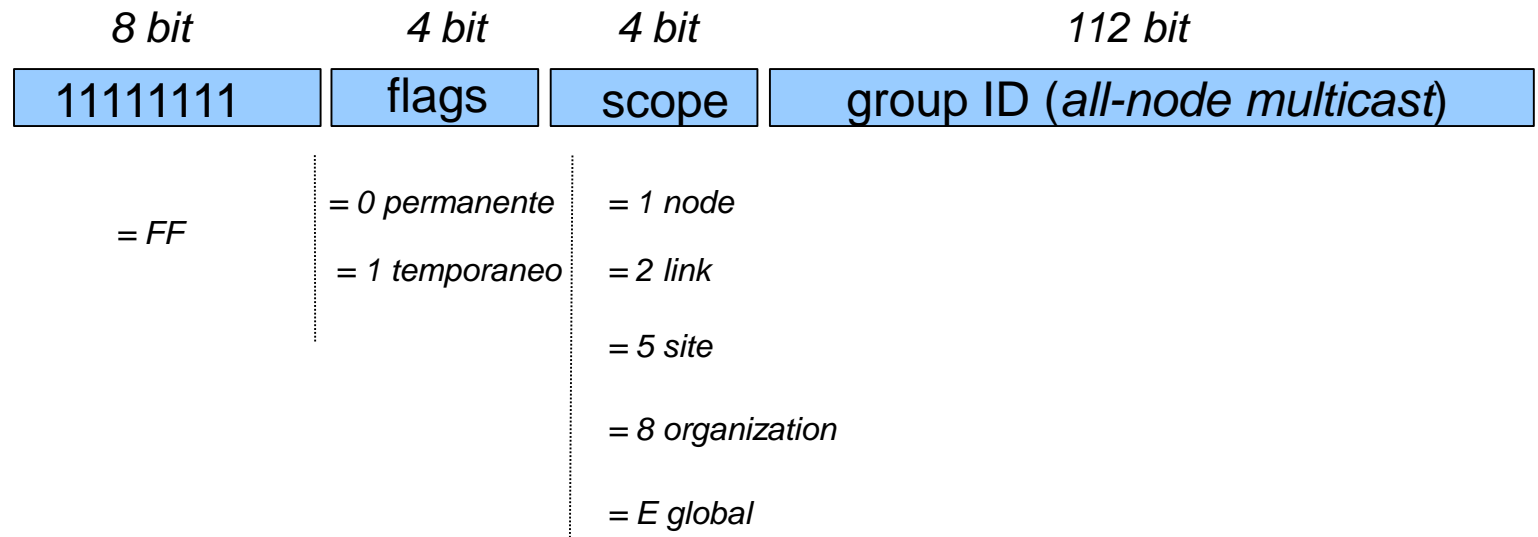 8 bit 4 bit 4 bit 112 bit
11111111 flags scope group ID (all-node multicast)
= FF
= 0 permanente
= 1 temporaneo
= 1 node
= 2 link
= 5 site
= 8 organization
= E global